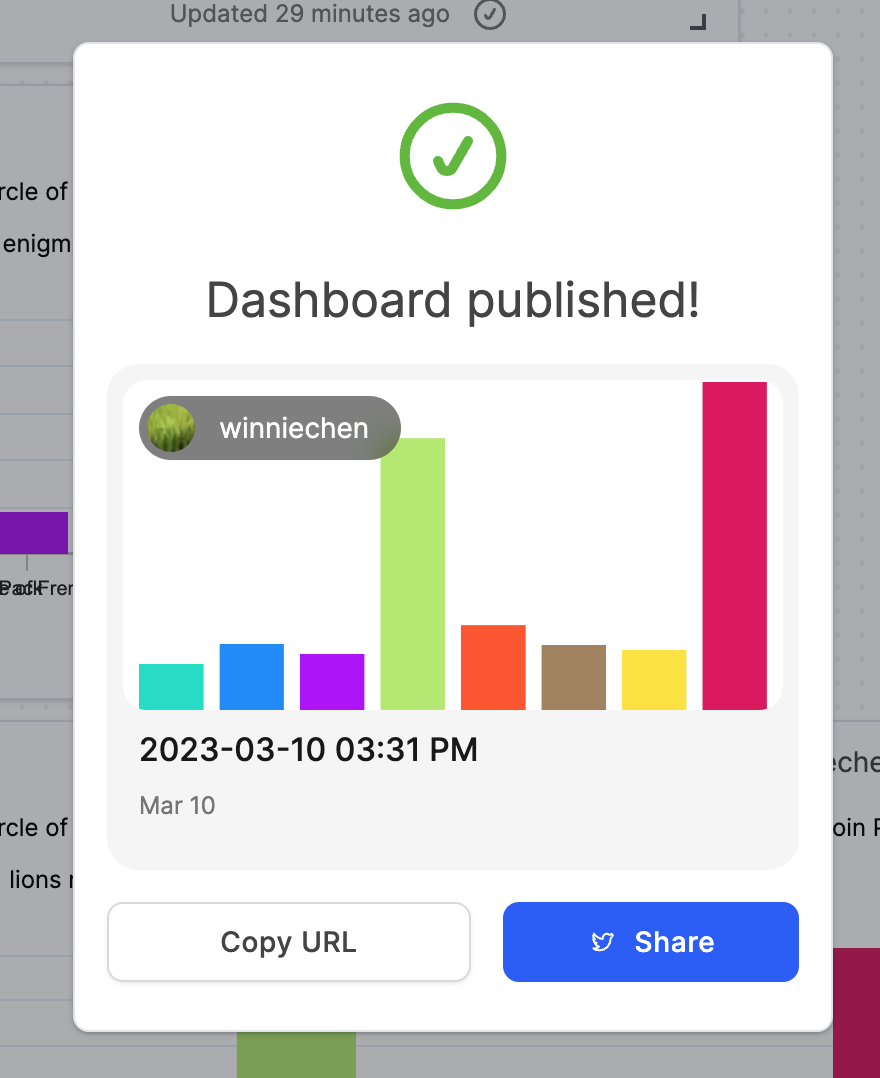 Updated 29 minutes ago
rcle of
enigm
Dashboard published!
winniechen
2023-03-10 03:31 PM
Mar 10
eche
rcle of
oin P
lions
Copy URL
Share